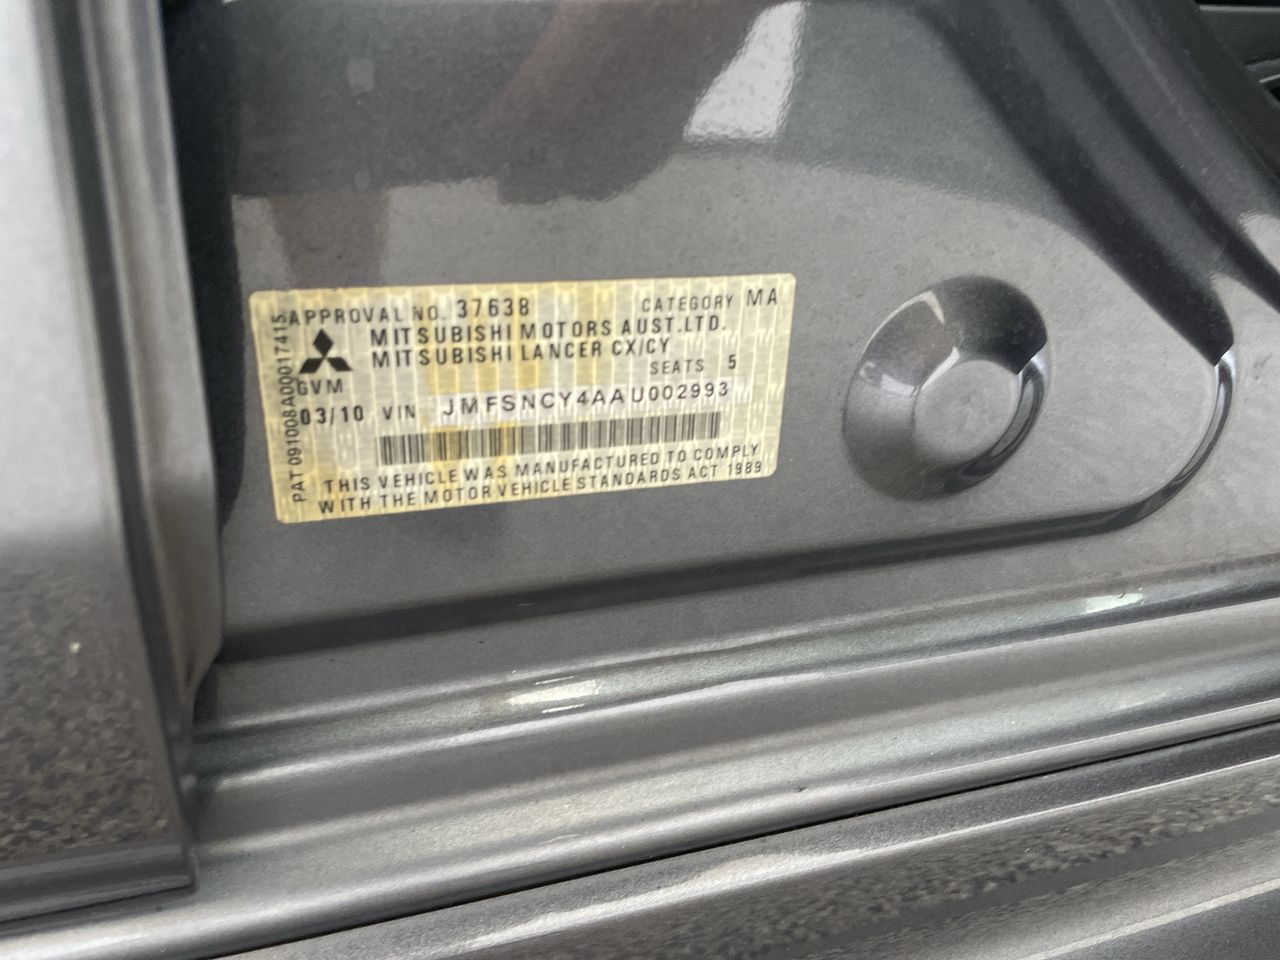 APPROVAL NO. 37638 CATEGORY MA
MITSUBISHI MOTORS AUST.LTD.
MITSUBISHI LANCER CX/CY
SEATS 5
GVM
03/10 VIN JMFSNCY4AAU002993
THIS VEHICLE WAS MANUFACTURED TO COMPLY
WITH THE MOTOR VEHICLE STANDARDS ACT 1989
PAT 091008A00017415